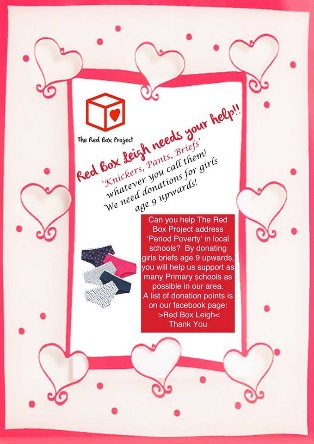 The Red Box Project
Red Box Leigh needs your help!!
'Knickers, Pants, Briefs'
whatever you call them!
We need donations for girls
age 9 upwards!
Can you help The Red
Box Project address
'Period Poverty' in local
schools? By donating
girls briefs age 9 upwards,
you will help us support as
many Primary schools as
possible in our area.
A list of donation points is
on our facebook page:
>Red Box Leigh<
Thank You